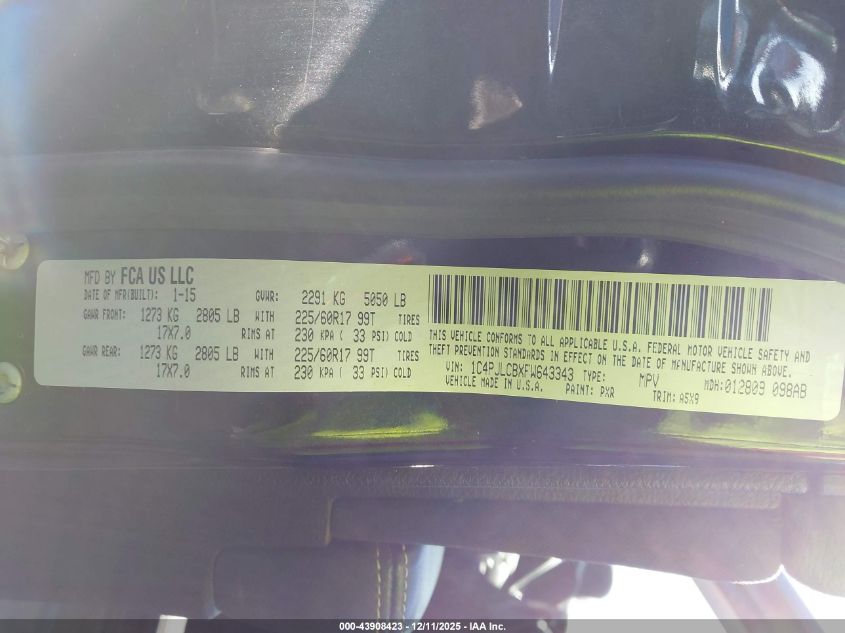 MFD BY FCA US LLC
DATE OF MFR(BUILT): 1-15 GVWR: 2291 KG 5050 LB
GAWR FRONT: 1273 KG 2805 LB WITH 225/60R17 99T TIRES
17X7.0 RIMS AT 230 KPA ( 33 PSI) COLD
GAWR REAR: 1273 KG 2805 LB WITH 225/60R17 99T TIRES
17X7.0 RIMS AT 230 KPA ( 33 PSI) COLD
THIS VEHICLE CONFORMS TO ALL APPLICABLE U.S.A. FEDERAL MOTOR VEHICLE SAFETY AND
THEFT PREVENTION STANDARDS IN EFFECT ON THE DATE OF MANUFACTURE SHOWN ABOVE.
VIN: 1C4PJLCBXFW643343 TYPE: MPV MDH:012809 098AB
VEHICLE MADE IN U.S.A. PAINT: PXR TRIM: A5X9
000-43908423 - 12/11/2025 - IAA Inc.